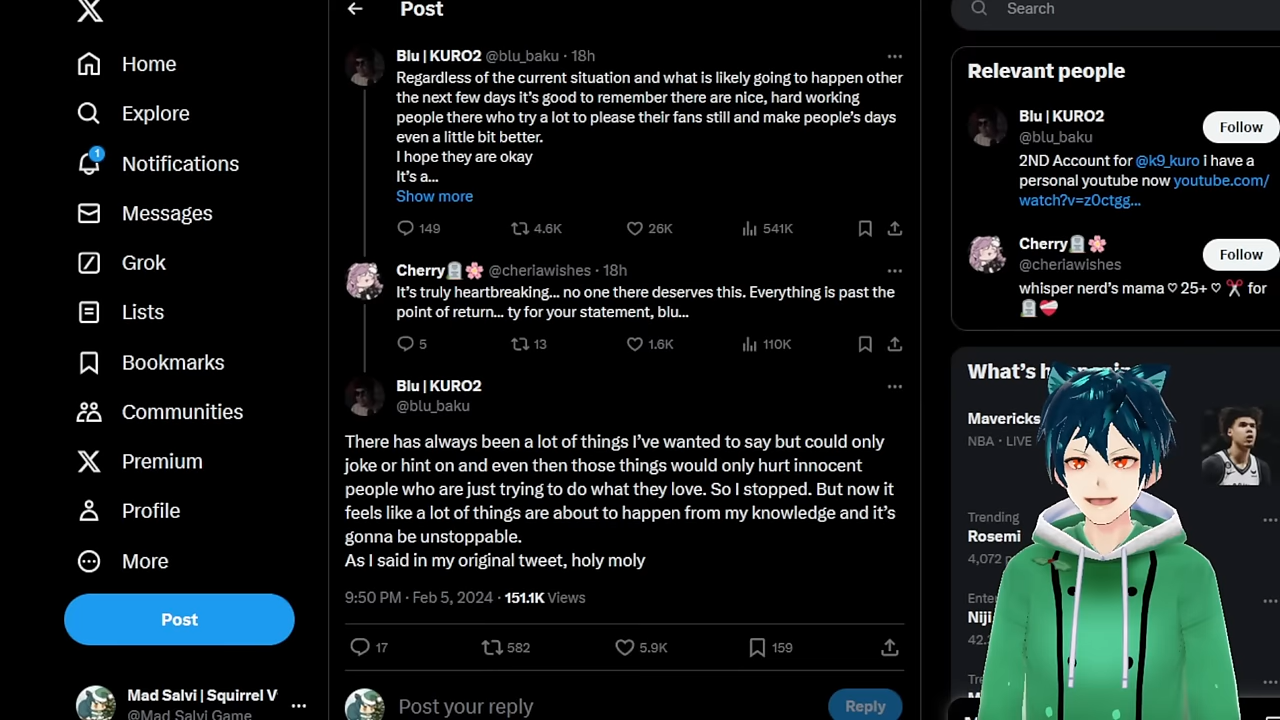 Post
Search
Home
Explore
1
Notifications
Messages
Grok
Lists
Bookmarks
Communities
Premium
Profile
More
Post
Mad Salvi | Squirrel V
@Mad_Salvi_Game
Blu | KURO2 @blu_baku · 18h
Regardless of the current situation and what is likely going to happen other
the next few days it's good to remember there are nice, hard working
people there who try a lot to please their fans still and make people's days
even a little bit better.
I hope they are okay
It's a...
Show more
149 4.6K 26K 541K
Cherry🪦🌸 @cheriawishes · 18h
It's truly heartbreaking... no one there deserves this. Everything is past the
point of return... ty for your statement, blu...
5 13 1.6K 110K
Blu | KURO2
@blu_baku
There has always been a lot of things I've wanted to say but could only
joke or hint on and even then those things would only hurt innocent
people who are just trying to do what they love. So I stopped. But now it
feels like a lot of things are about to happen from my knowledge and it's
gonna be unstoppable.
As I said in my original tweet, holy moly
9:50 PM · Feb 5, 2024 · 151.1K Views
17 582 5.9K 159
Post your reply
Reply
Relevant people
Blu | KURO2
@blu_baku
Follow
2ND Account for @k9_kuro i have a
personal youtube now youtube.com/
watch?v=z0ctgg...
Cherry🪦🌸
@cheriawishes
Follow
whisper nerd's mama ♡ 25+ ♡ ✂️ for
🪦❤️‍🩹
What's
Mavericks
NBA · LIVE
Trending
Rosemi
4,072